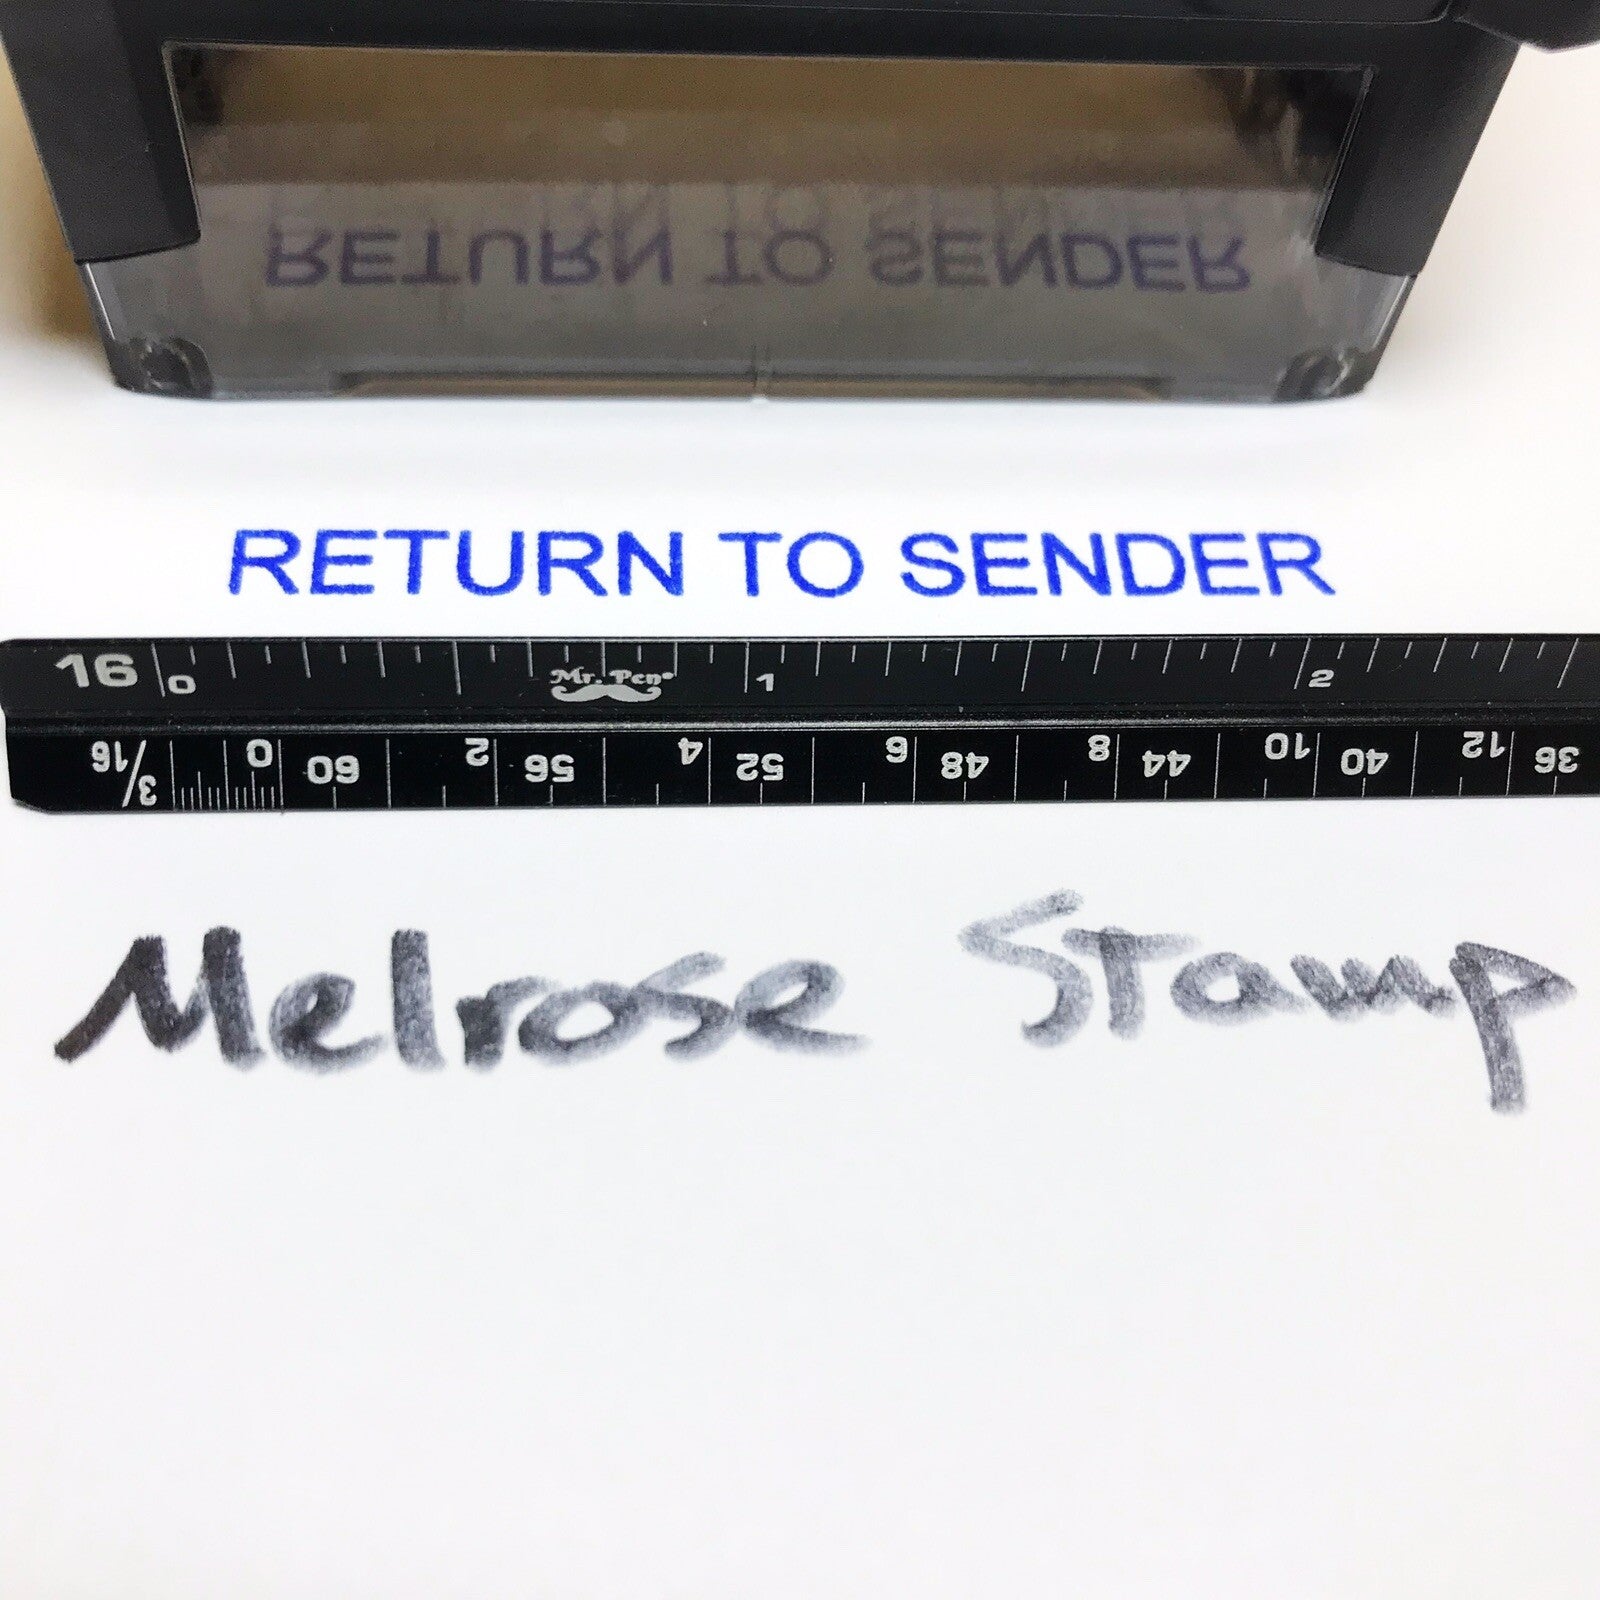 RETURN TO SENDER
RETURN TO SENDER
16 0 1 2
Mr. Pen®
3/16 0 60 2 56 4 52 6 48 8 44 10 40 12 36
Melrose Stamp